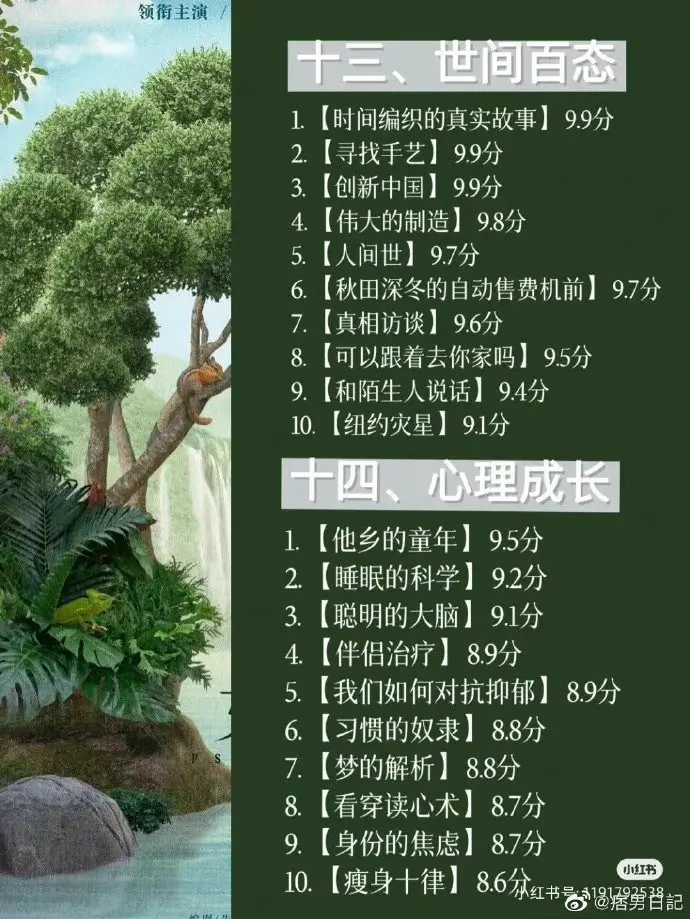 领衔主演 /
十三、世间百态
1.【时间编织的真实故事】9.9分
2.【寻找手艺】9.9分
3.【创新中国】9.9分
4.【伟大的制造】9.8分
5.【人间世】9.7分
6.【秋田深冬的自动售费机前】9.7分
7.【真相访谈】9.6分
8.【可以跟着去你家吗】9.5分
9.【和陌生人说话】9.4分
10.【纽约灾星】9.1分
十四、心理成长
1.【他乡的童年】9.5分
2.【睡眠的科学】9.2分
3.【聪明的大脑】9.1分
4.【伴侣治疗】8.9分
5.【我们如何对抗抑郁】8.9分
6.【习惯的奴隶】8.8分
7.【梦的解析】8.8分
8.【看穿读心术】8.7分
9.【身份的焦虑】8.7分
10.【瘦身十律】8.6分
小红书
小红书号:1191792538
@痞男日記